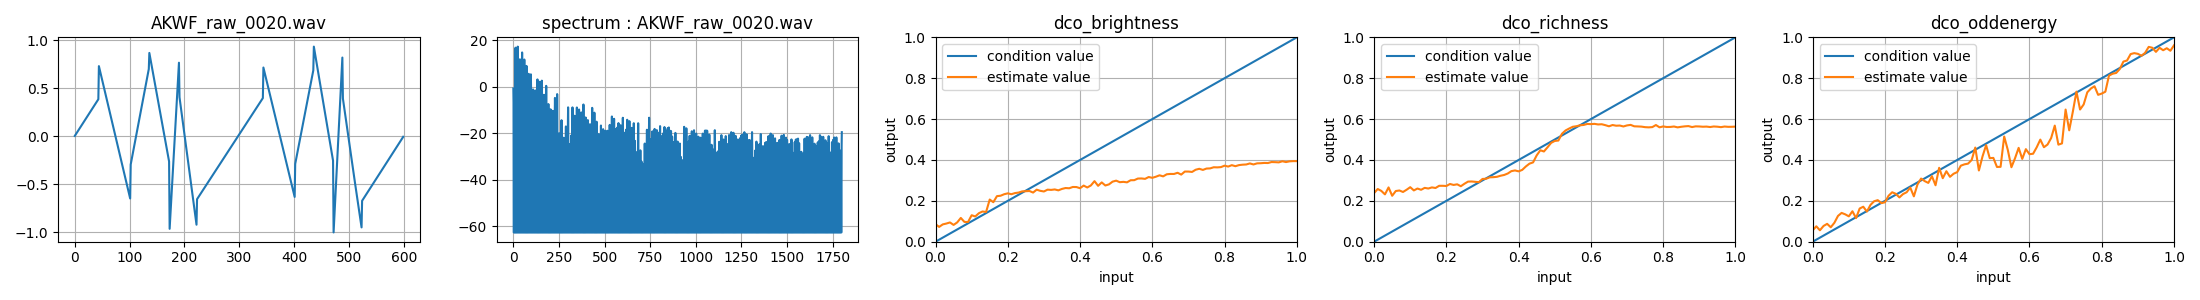 AKWF_raw_0020.wav
1.0
0.5
0.0
−0.5
−1.0
0 100 200 300 400 500 600
spectrum : AKWF_raw_0020.wav
20
0
−20
−40
−60
0 250 500 750 1000 1250 1500 1750
dco_brightness
condition value
estimate value
output
1.0
0.8
0.6
0.4
0.2
0.0
0.0 0.2 0.4 0.6 0.8 1.0
input
dco_richness
condition value
estimate value
output
1.0
0.8
0.6
0.4
0.2
0.0
0.0 0.2 0.4 0.6 0.8 1.0
input
dco_oddenergy
condition value
estimate value
output
1.0
0.8
0.6
0.4
0.2
0.0
0.0 0.2 0.4 0.6 0.8 1.0
input